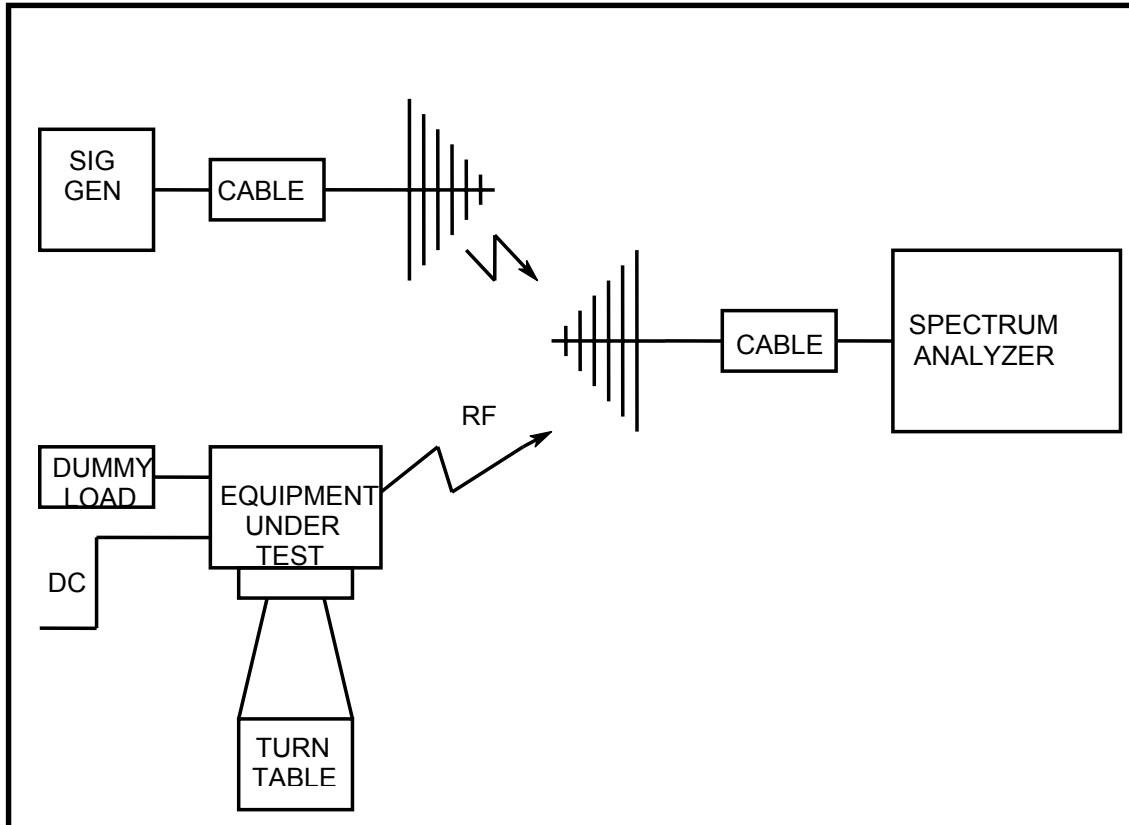 SIG
GEN
CABLE
SPECTRUM
ANALYZER
CABLE
RF
DUMMY
LOAD
EQUIPMENT
UNDER
TEST
DC
TURN
TABLE